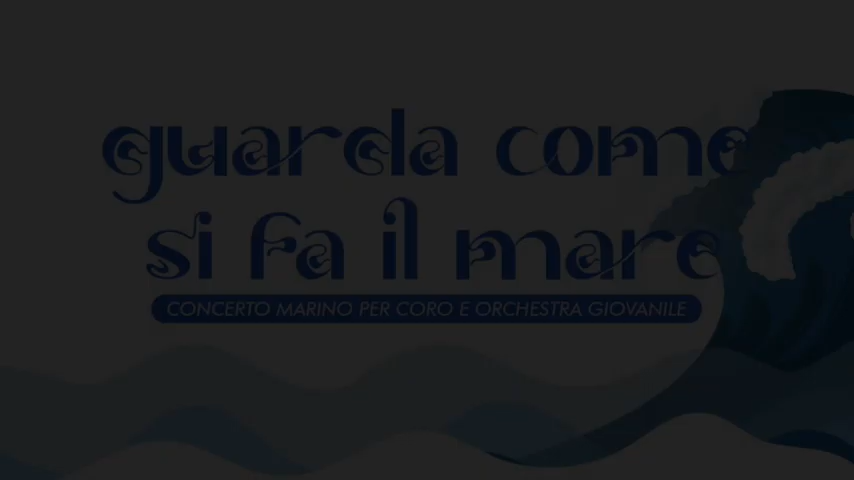 guarda come
si fa il mare
CONCERTO MARINO PER CORO E ORCHESTRA GIOVANILE